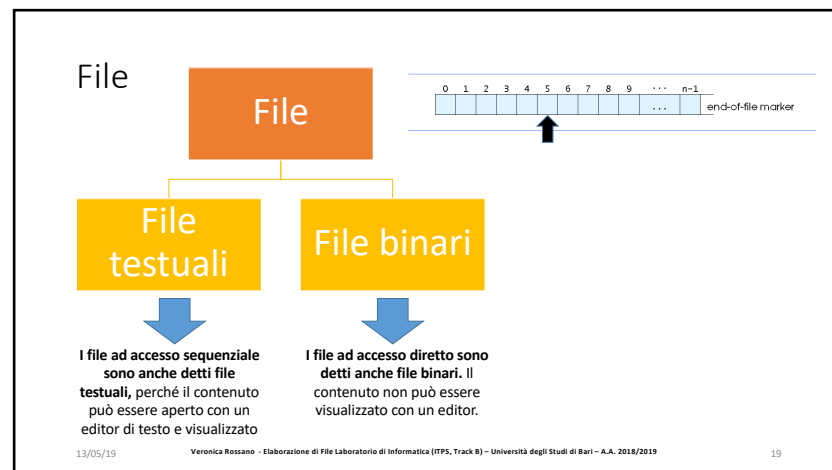 File
File
0 1 2 3 4 5 6 7 8 9 ... n-1
... end-of-file marker
File
testuali
File binari
I file ad accesso sequenziale
sono anche detti file
testuali, perché il contenuto
può essere aperto con un
editor di testo e visualizzato
I file ad accesso diretto sono
detti anche file binari. Il
contenuto non può essere
visualizzato con un editor.
13/05/19
Veronica Rossano - Elaborazione di File Laboratorio di Informatica (ITPS, Track B) – Università degli Studi di Bari – A.A. 2018/2019
19